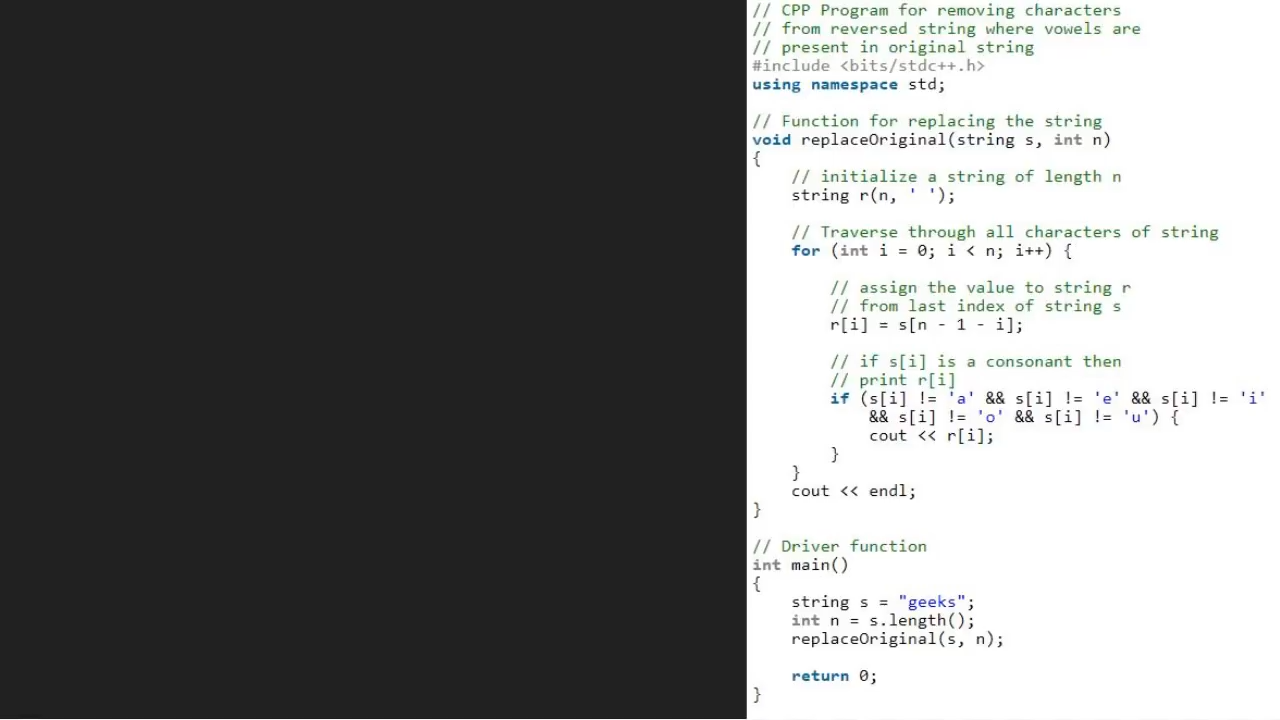 // CPP Program for removing characters
// from reversed string where vowels are
// present in original string
#include <bits/stdc++.h>
using namespace std;

// Function for replacing the string
void replaceOriginal(string s, int n)
{
    // initialize a string of length n
    string r(n, ' ');

    // Traverse through all characters of string
    for (int i = 0; i < n; i++) {

        // assign the value to string r
        // from last index of string s
        r[i] = s[n - 1 - i];

        // if s[i] is a consonant then
        // print r[i]
        if (s[i] != 'a' && s[i] != 'e' && s[i] != 'i'
            && s[i] != 'o' && s[i] != 'u') {
            cout << r[i];
        }
    }
    cout << endl;
}

// Driver function
int main()
{
    string s = "geeks";
    int n = s.length();
    replaceOriginal(s, n);

    return 0;
}